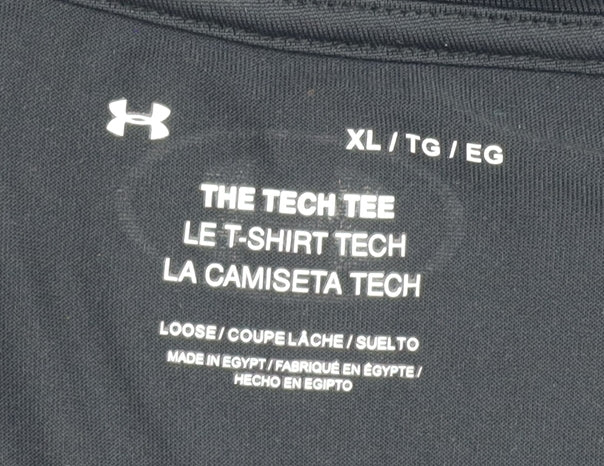 XL / TG / EG
THE TECH TEE
LE T-SHIRT TECH
LA CAMISETA TECH
LOOSE / COUPE LÂCHE / SUELTO
MADE IN EGYPT / FABRIQUÉ EN ÉGYPTE /
HECHO EN EGIPTO